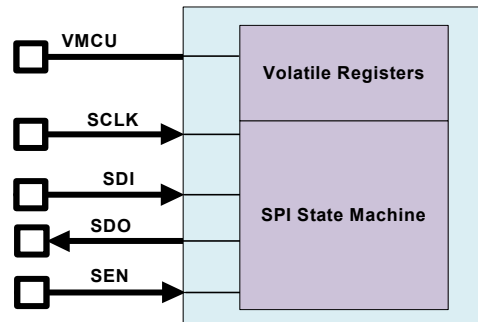 VMCU
Volatile Registers
SCLK
SDI
SPI State Machine
SDO
SEN